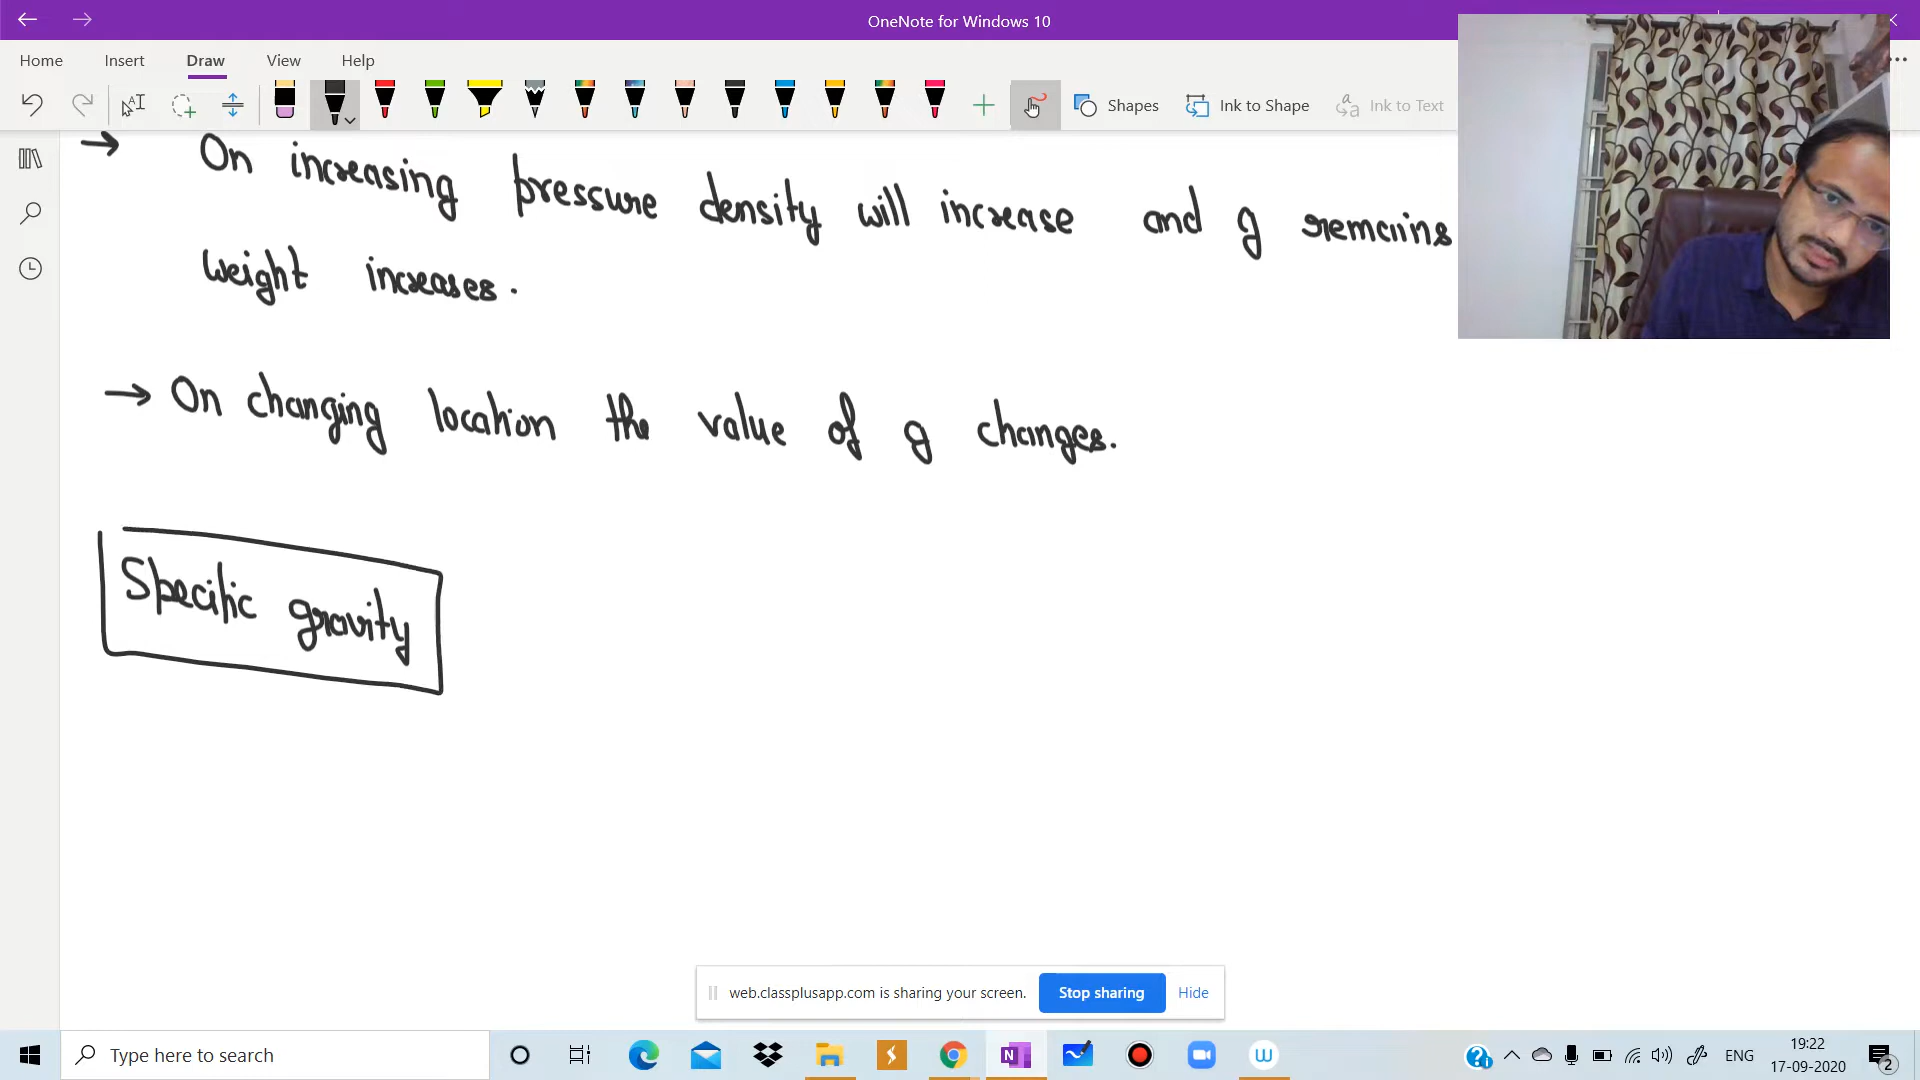 OneNote for Windows 10
Home Insert Draw View Help
Shapes Ink to Shape Ink to Text
→ On increasing pressure density will increase and g remains
weight increases.
→ On changing location the value of g changes.
Specific gravity
web.classplusapp.com is sharing your screen. Stop sharing Hide
Type here to search
ENG
19:22
17-09-2020
2